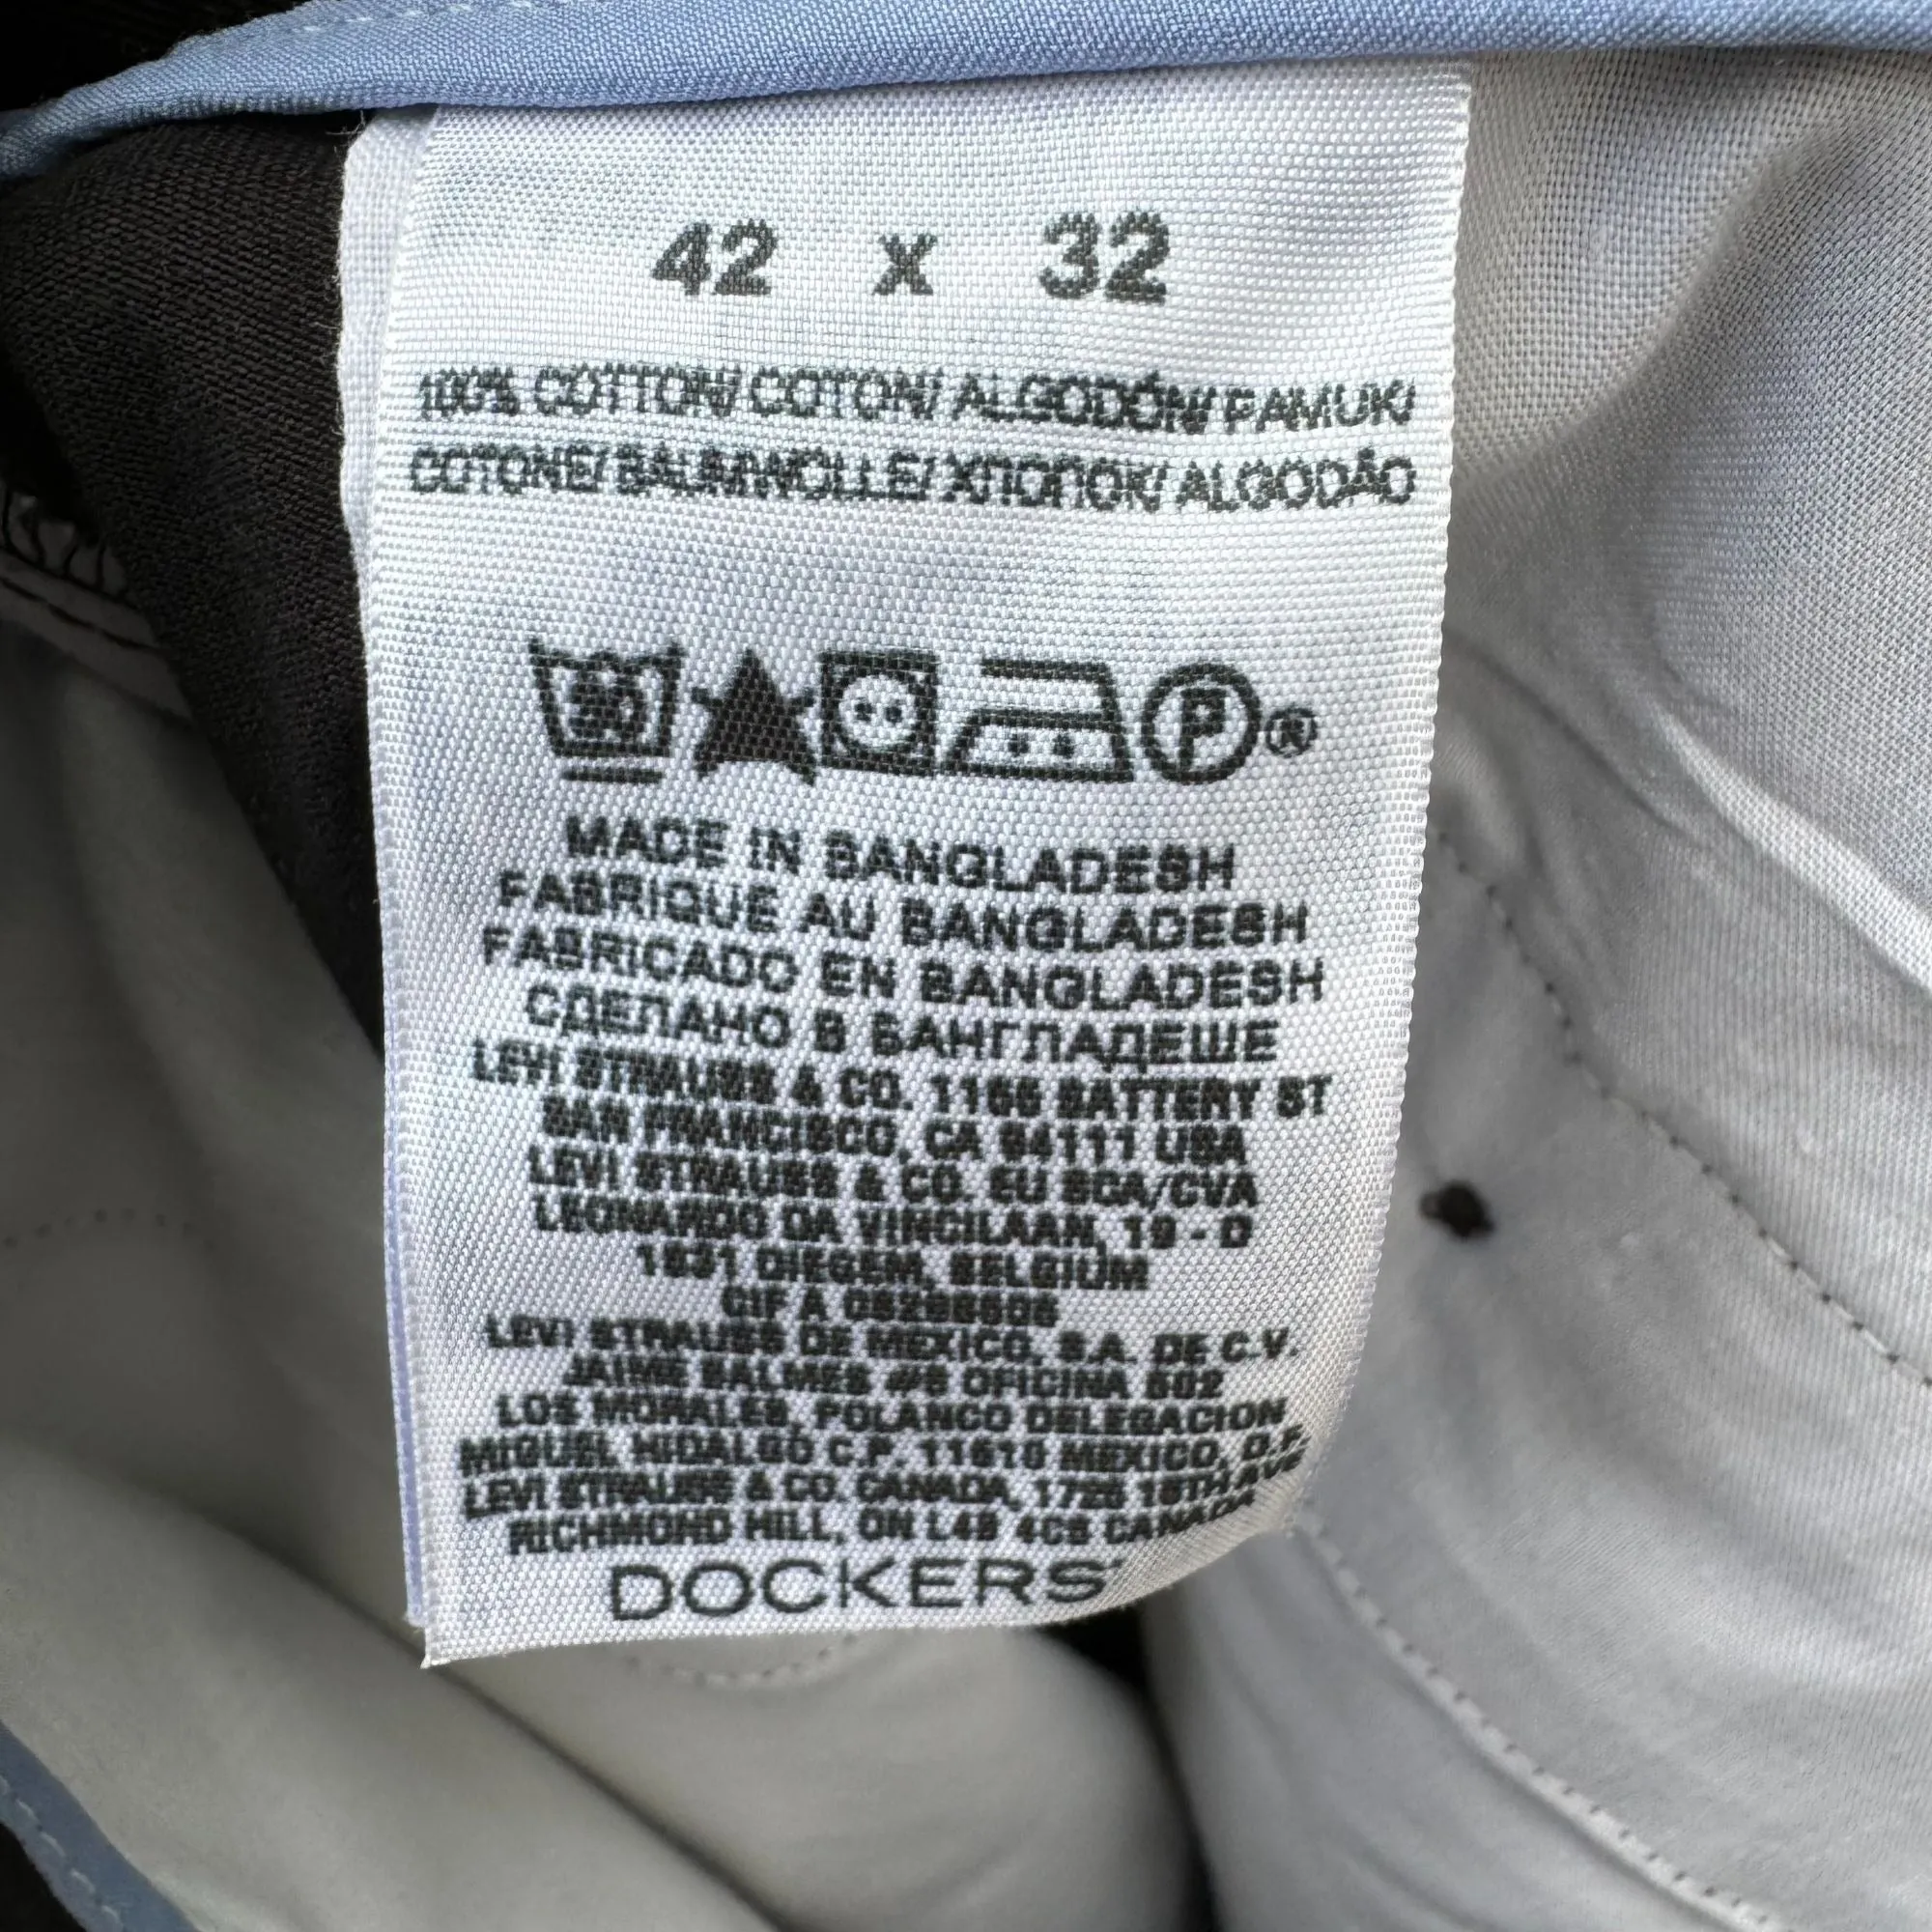 42 x 32
100% COTTON/ COTON/ ALGODÓN/ PAMUK/
COTONE/ BAUMWOLLE/ ХЛОПОК/ ALGODÃO
30
P ®
MADE IN BANGLADESH
FABRIQUE AU BANGLADESH
FABRICADO EN BANGLADESH
СДЕЛАНО В БАНГЛАДЕШЕ
LEVI STRAUSS & CO. 1155 BATTERY ST
SAN FRANCISCO, CA 94111 USA
LEVI STRAUSS & CO. EU SCA/CVA
LEONARDO DA VINCILAAN, 19 - D
1831 DIEGEM, BELGIUM
CIF A
LEVI STRAUSS DE MEXICO, S.A. DE C.V.
JAIME BALMES #8 OFICINA 802
LOS MORALES, POLANCO DELEGACION
MIGUEL HIDALGO C.P. 11510 MEXICO, D.F.
LEVI STRAUSS & CO. CANADA, 1725 16TH AVE
RICHMOND HILL, ON L4B 4C6 CANADA
DOCKERS